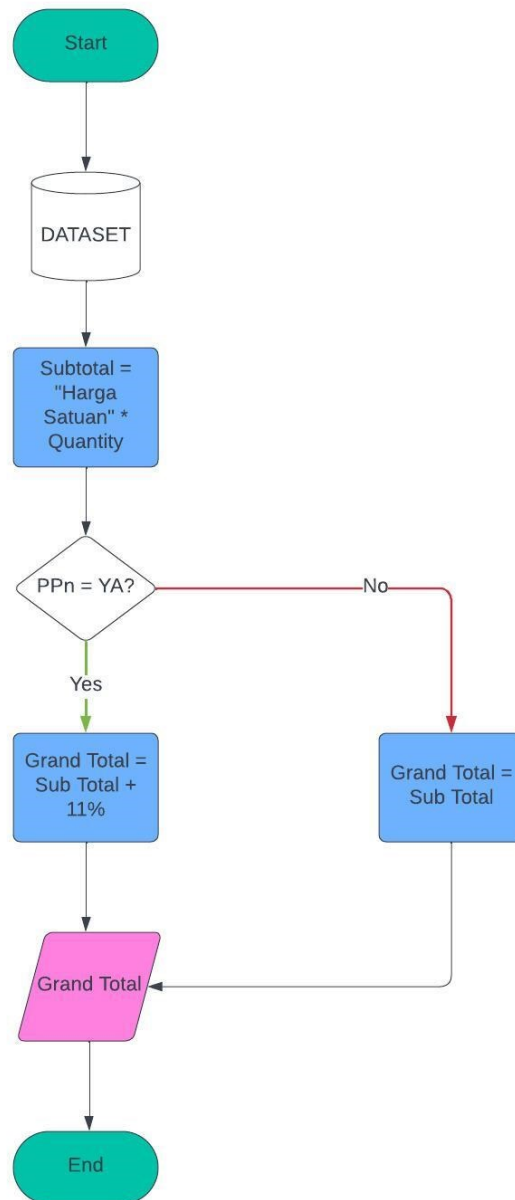 Start
DATASET
Subtotal =
"Harga
Satuan" *
Quantity
PPn = YA?
No
Yes
Grand Total =
Sub Total +
11%
Grand Total =
Sub Total
Grand Total
End